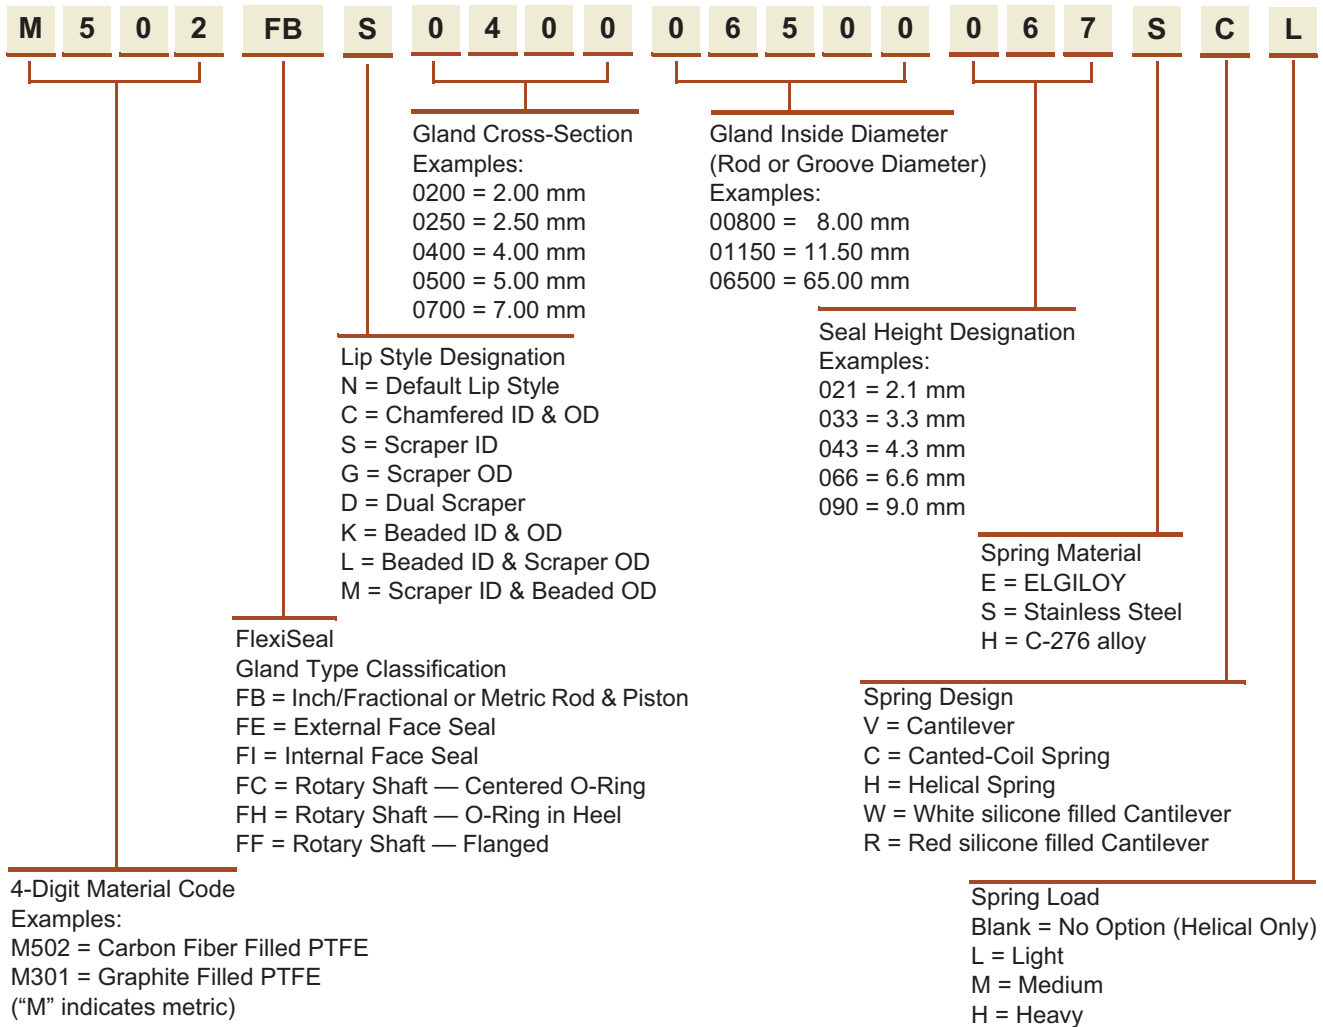 M 5 0 2 FB S 0 4 0 0 0 6 5 0 0 0 6 7 S C L
Gland Cross-Section
Examples:
0200 = 2.00 mm
0250 = 2.50 mm
0400 = 4.00 mm
0500 = 5.00 mm
0700 = 7.00 mm
Gland Inside Diameter
(Rod or Groove Diameter)
Examples:
00800 = 8.00 mm
01150 = 11.50 mm
06500 = 65.00 mm
Seal Height Designation
Examples:
021 = 2.1 mm
033 = 3.3 mm
043 = 4.3 mm
066 = 6.6 mm
090 = 9.0 mm
Lip Style Designation
N = Default Lip Style
C = Chamfered ID & OD
S = Scraper ID
G = Scraper OD
D = Dual Scraper
K = Beaded ID & OD
L = Beaded ID & Scraper OD
M = Scraper ID & Beaded OD
Spring Material
E = ELGILOY
S = Stainless Steel
H = C-276 alloy
FlexiSeal
Gland Type Classification
FB = Inch/Fractional or Metric Rod & Piston
FE = External Face Seal
FI = Internal Face Seal
FC = Rotary Shaft — Centered O-Ring
FH = Rotary Shaft — O-Ring in Heel
FF = Rotary Shaft — Flanged
Spring Design
V = Cantilever
C = Canted-Coil Spring
H = Helical Spring
W = White silicone filled Cantilever
R = Red silicone filled Cantilever
4-Digit Material Code
Examples:
M502 = Carbon Fiber Filled PTFE
M301 = Graphite Filled PTFE
(“M” indicates metric)
Spring Load
Blank = No Option (Helical Only)
L = Light
M = Medium
H = Heavy